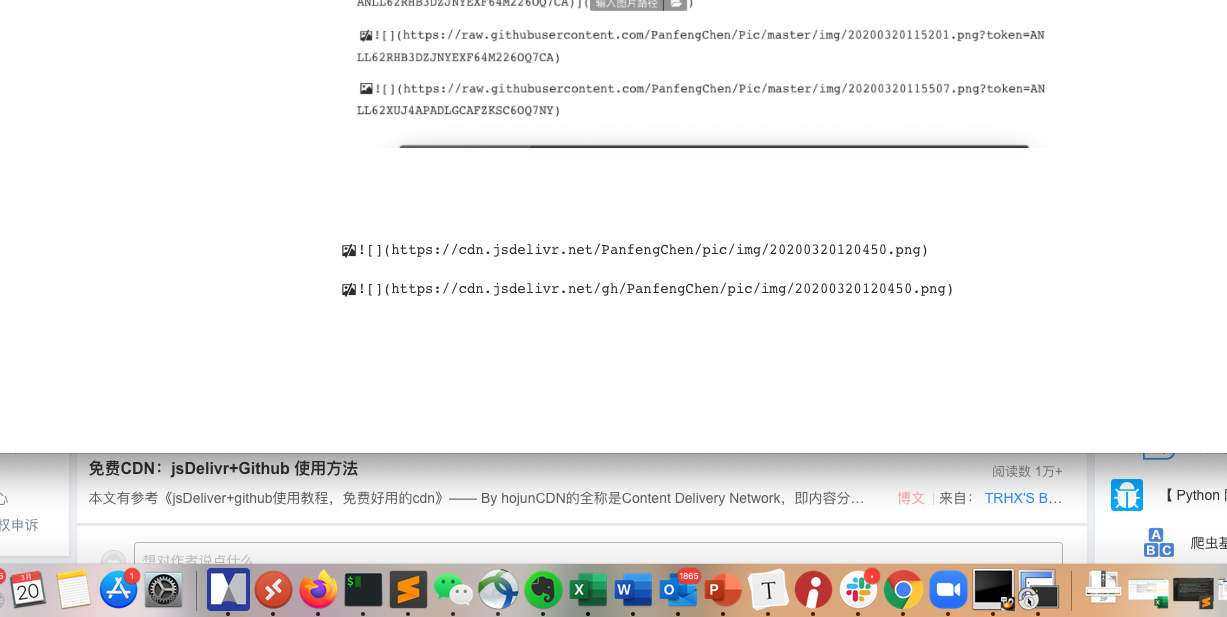 ANLL62RHB3DZJNYEXF64M226OQ7CA)](输入图片路径)
![](https://raw.githubusercontent.com/PanfengChen/Pic/master/img/20200320115201.png?token=AN
LL62RHB3DZJNYEXF64M226OQ7CA)
![](https://raw.githubusercontent.com/PanfengChen/Pic/master/img/20200320115507.png?token=AN
LL62XUJ4APADLGCAFZKSC6OQ7NY)
![](https://cdn.jsdelivr.net/PanfengChen/pic/img/20200320120450.png)
![](https://cdn.jsdelivr.net/gh/PanfengChen/pic/img/20200320120450.png)
免费CDN：jsDelivr+Github 使用方法
阅读数 1万+
本文有参考《jsDeliver+github使用教程，免费好用的cdn》—— By hojunCDN的全称是Content Delivery Network，即内容分…
博文 | 来自： TRHX'S B…
心
权申诉
【 Python
A
B C
爬虫基
想对作者说点什么
3月
20
1
$
X
W
O
1865
P
T
ZIP